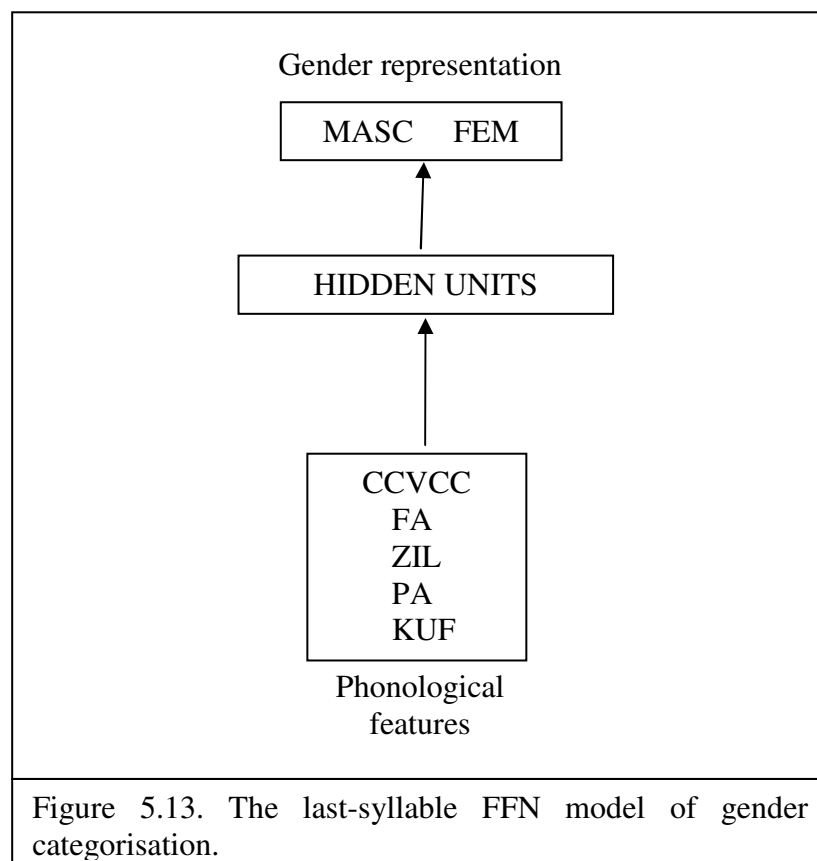 Gender representation
MASC FEM
HIDDEN UNITS
CCVCC
FA
ZIL
PA
KUF
Phonological
features
Figure 5.13. The last-syllable FFN model of gender
categorisation.